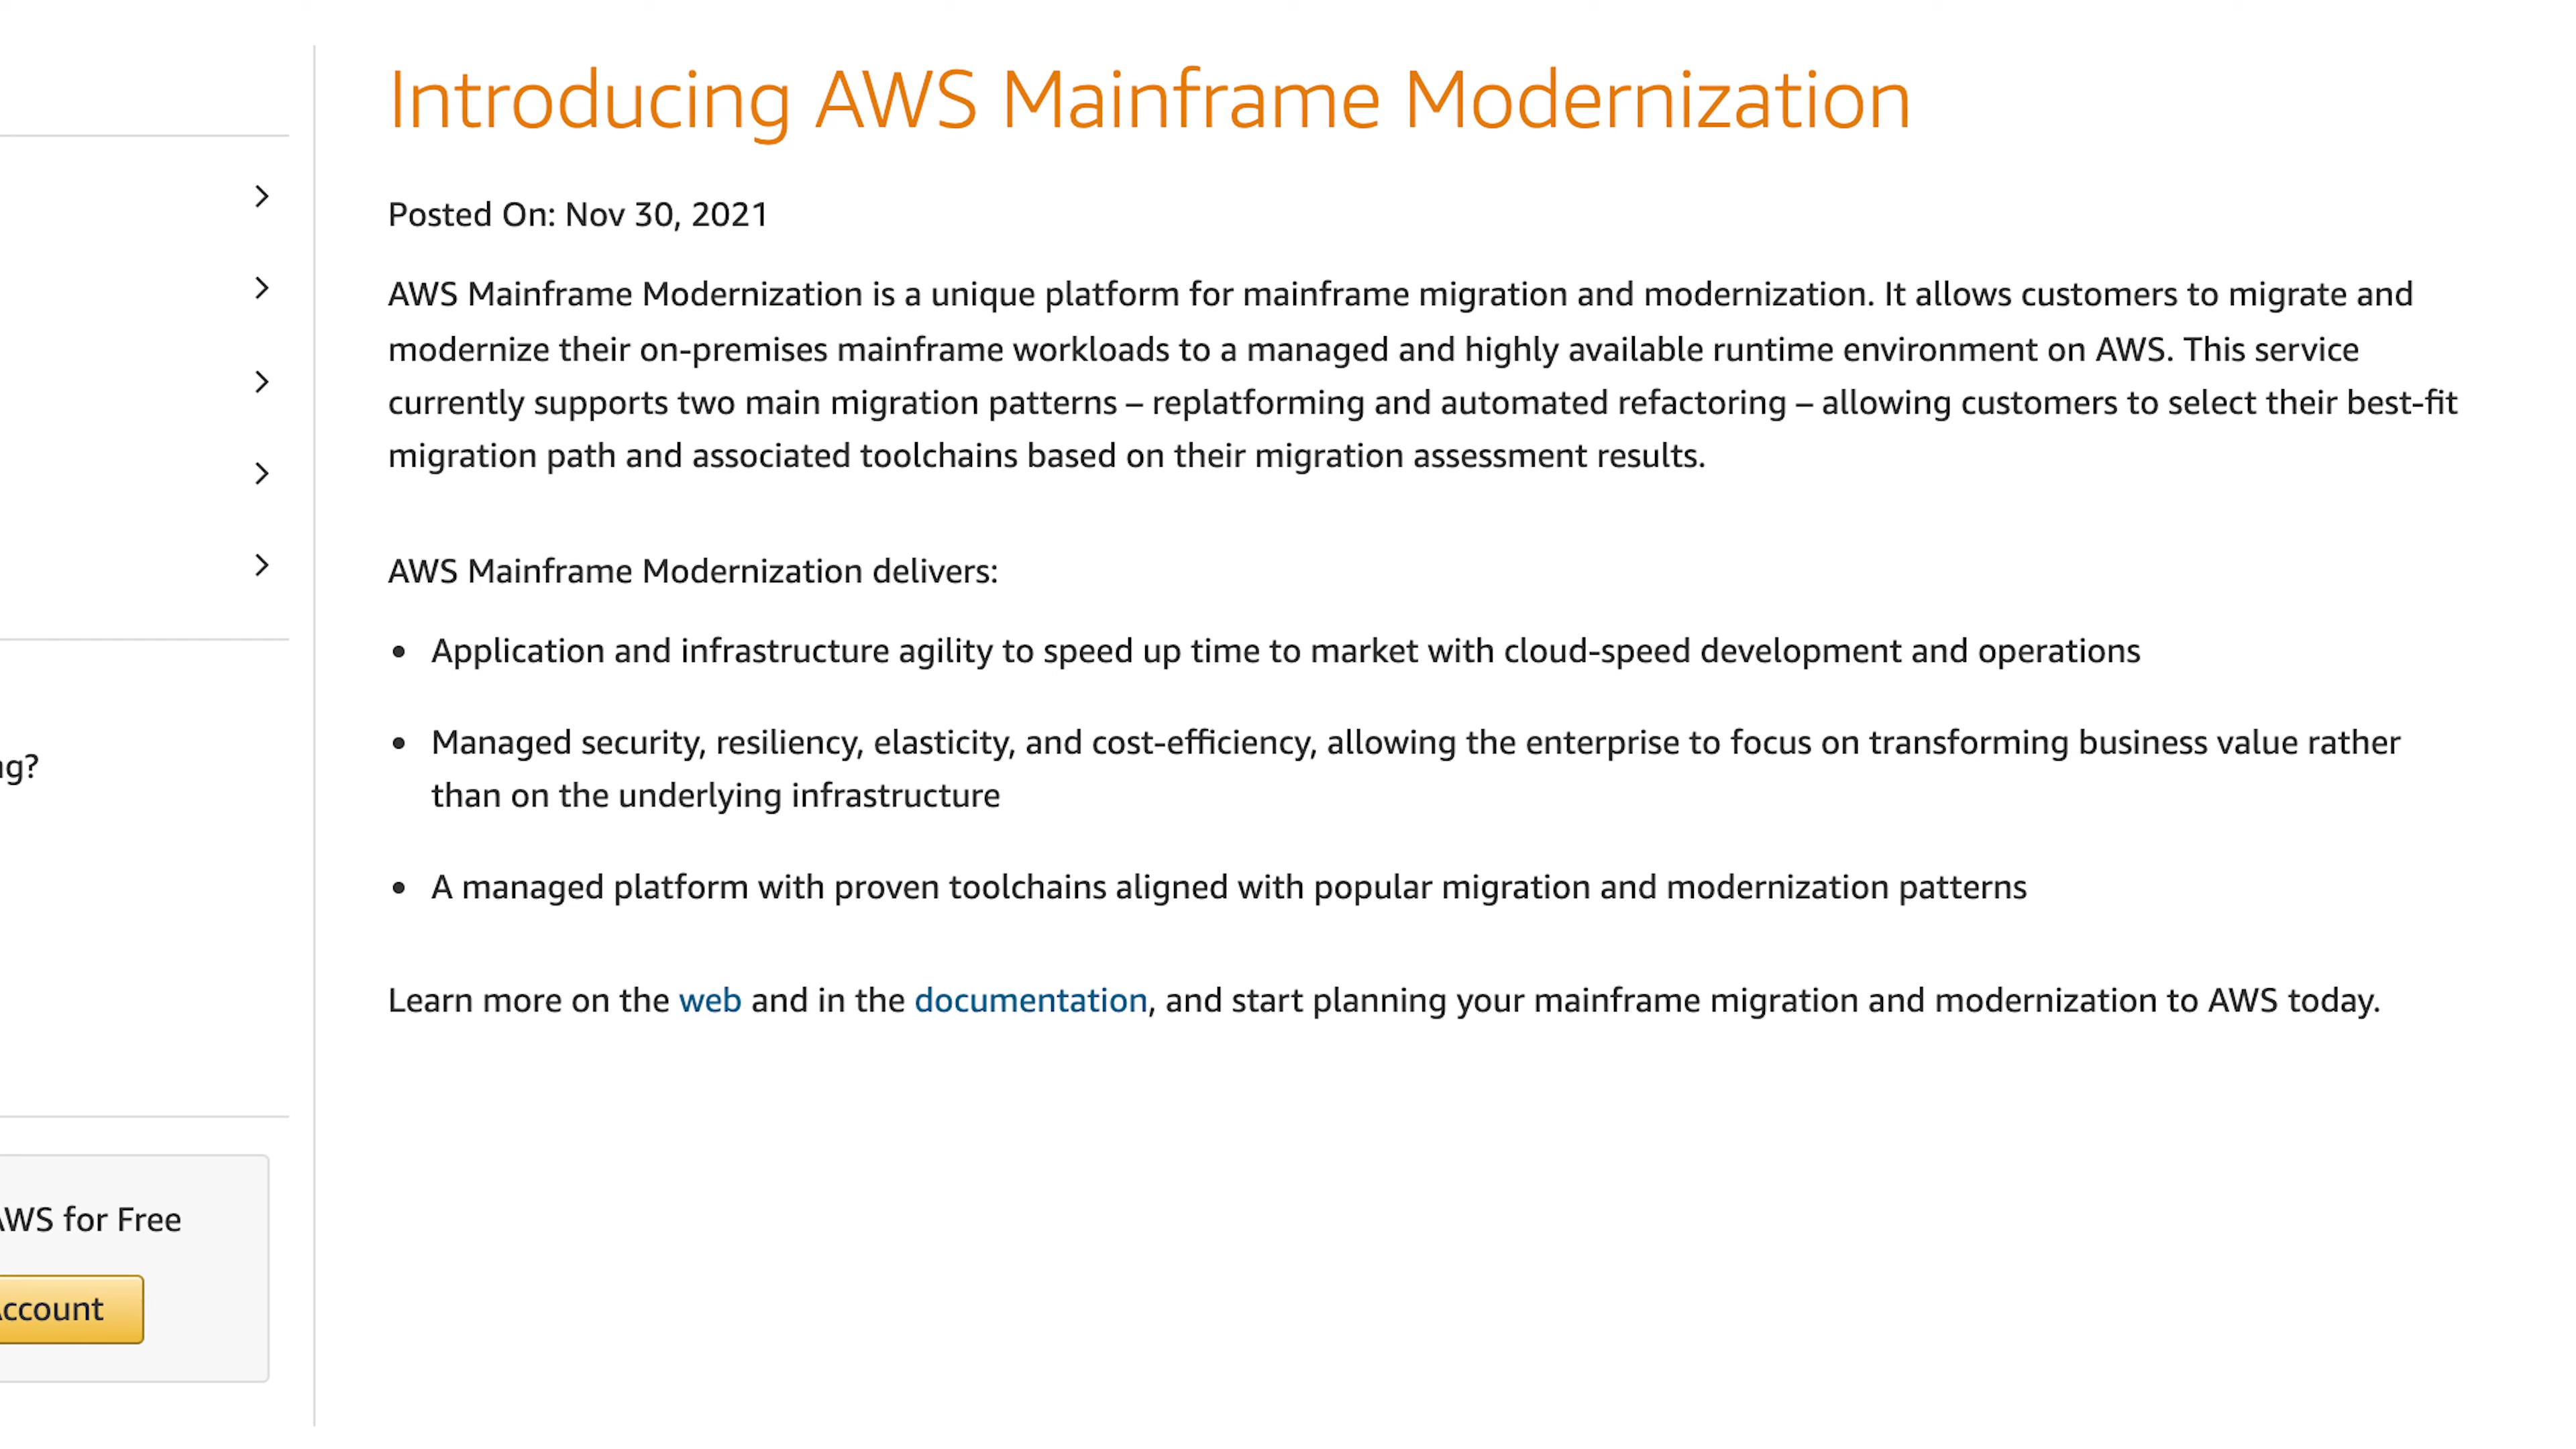 Introducing AWS Mainframe Modernization
Posted On: Nov 30, 2021
AWS Mainframe Modernization is a unique platform for mainframe migration and modernization. It allows customers to migrate and
modernize their on-premises mainframe workloads to a managed and highly available runtime environment on AWS. This service
currently supports two main migration patterns – replatforming and automated refactoring – allowing customers to select their best-fit
migration path and associated toolchains based on their migration assessment results.
AWS Mainframe Modernization delivers:
• Application and infrastructure agility to speed up time to market with cloud-speed development and operations
• Managed security, resiliency, elasticity, and cost-efficiency, allowing the enterprise to focus on transforming business value rather
than on the underlying infrastructure
• A managed platform with proven toolchains aligned with popular migration and modernization patterns
Learn more on the web and in the documentation, and start planning your mainframe migration and modernization to AWS today.
AWS for Free